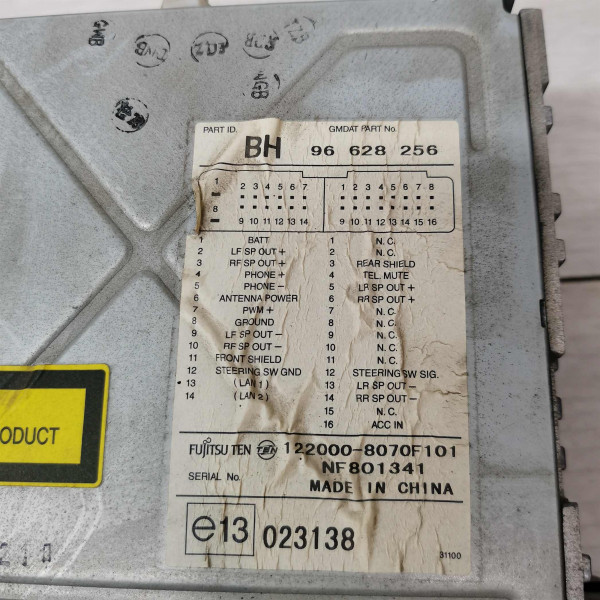 GWB
PART ID.
GMDAT PART No.
BH 96 628 256
1 2 3 4 5 6 7 1 2 3 4 5 6 7 8
8 9 10 11 12 13 14 9 10 11 12 13 14 15 16
1 BATT 1 N.C.
2 LF SP OUT+ 2 N.C.
3 RF SP OUT+ 3 REAR SHIELD
4 PHONE+ 4 TEL MUTE
5 PHONE- 5 LR SP OUT+
6 ANTENNA POWER 6 RR SP OUT+
7 PWM+ 7 N.C.
8 GROUND 8 N.C.
9 LF SP OUT- 9 N.C.
10 RF SP OUT- 10 N.C.
11 FRONT SHIELD 11 N.C.
12 STEERING SW GND 12 STEERING SW SIG.
13 (LAN1) 13 LR SP OUT-
14 (LAN2) 14 RR SP OUT-
15 N.C.
16 ACC IN
FUJITSU TEN TEN 122000-8070F101
NF801341
SERIAL No. MADE IN CHINA
e13 023138
31100
RODUCT